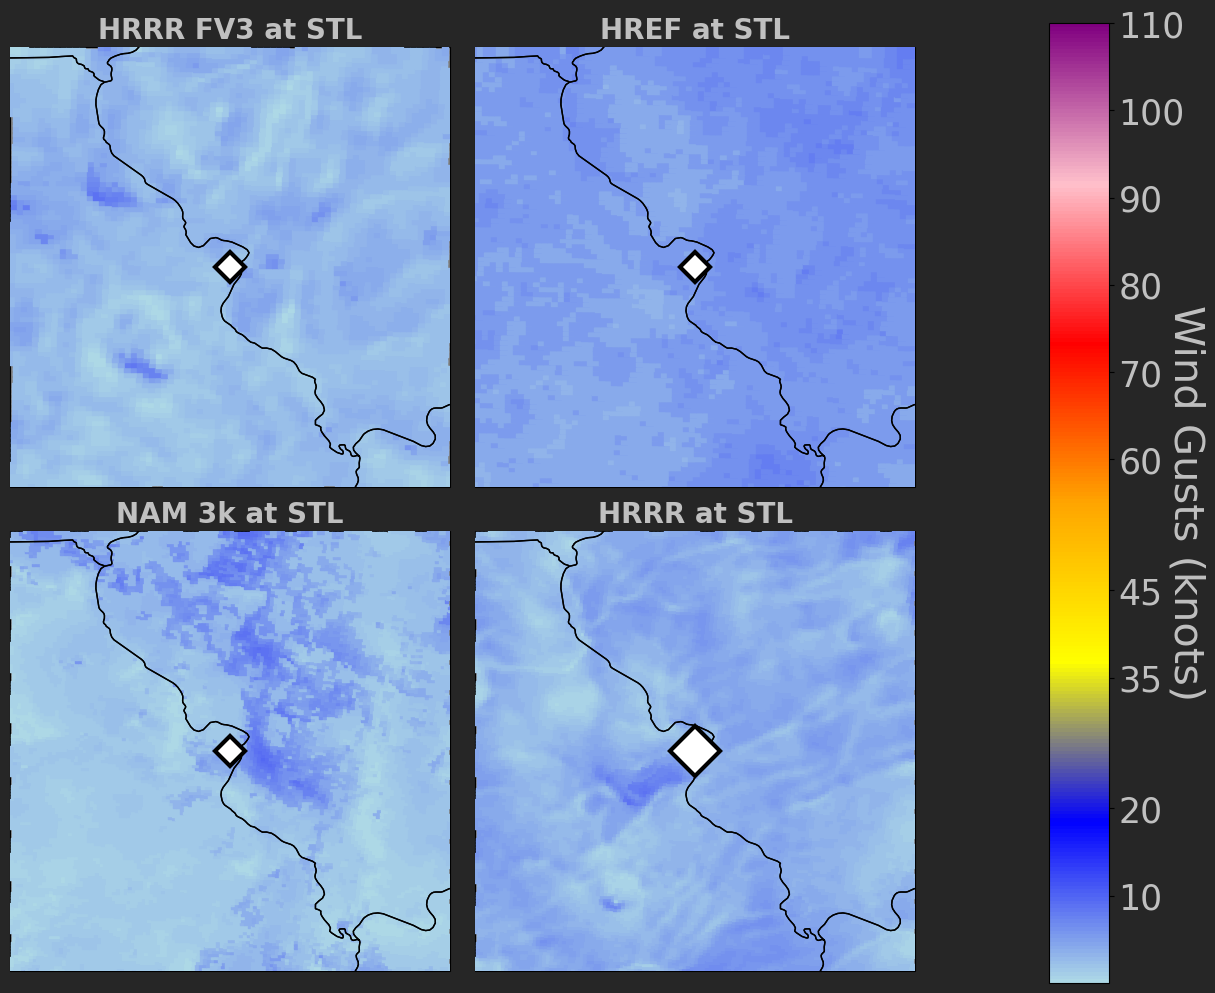 HRRR FV3 at STL
HREF at STL
NAM 3k at STL
HRRR at STL
110
100
90
80
70
60
45
35
20
10
Wind Gusts (knots)